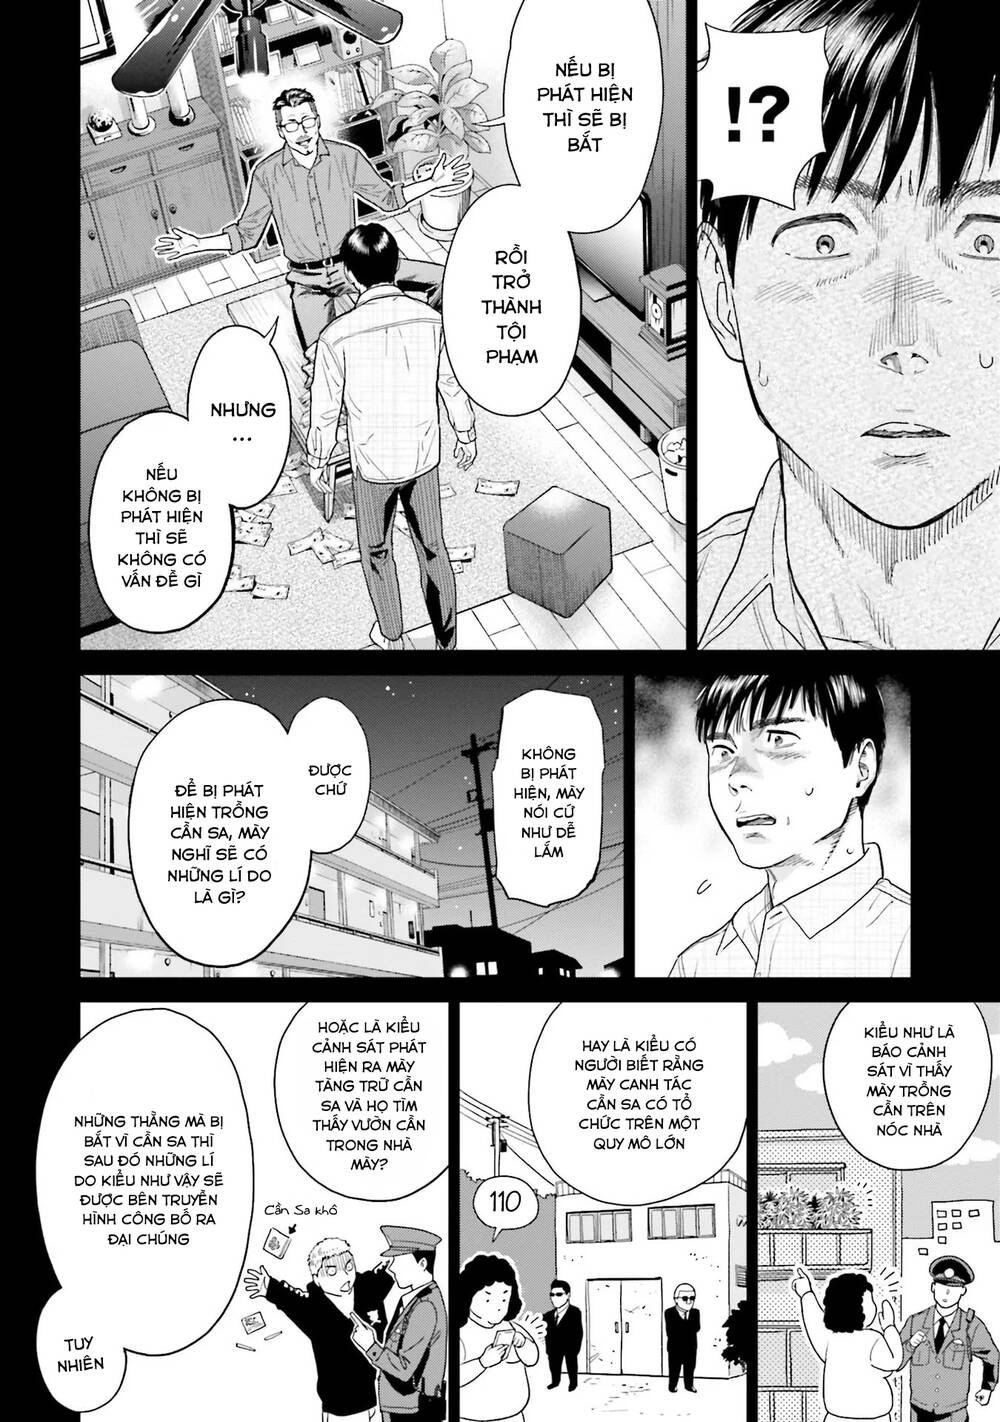 !?
NẾU BỊ
PHÁT HIỆN
THÌ SẼ BỊ
BẮT
RỒI
TRỞ
THÀNH
TỘI
PHẠM
NHƯNG
...
NẾU
KHÔNG BỊ
PHÁT HIỆN
THÌ SẼ
KHÔNG CÓ
VẤN ĐỀ GÌ
KHÔNG
BỊ PHÁT
HIỆN, MÀY
NÓI CỨ
NHƯ DỄ
LẮM
ĐƯỢC
CHỨ
ĐỂ BỊ PHÁT
HIỆN TRỒNG
CẦN SA, MÀY
NGHĨ SẼ CÓ
NHỮNG LÍ DO
LÀ GÌ?
KIỂU NHƯ LÀ
BÁO CẢNH
SÁT VÌ THẤY
MÀY TRỒNG
CẦN TRÊN
NÓC NHÀ
HAY LÀ KIỂU CÓ
NGƯỜI BIẾT RẰNG
MÀY CANH TÁC
CẦN SA CÓ TỔ
CHỨC TRÊN MỘT
QUY MÔ LỚN
110
HOẶC LÀ KIỂU
CẢNH SÁT PHÁT
HIỆN RA MÀY
TÀNG TRỮ CẦN
SA VÀ HỌ TÌM
THẤY VƯỜN CẦN
TRONG NHÀ
MÀY?
Cần Sa khô
NHỮNG THẰNG MÀ BỊ
BẮT VÌ CẦN SA THÌ
SAU ĐÓ NHỮNG LÍ
DO KIỂU NHƯ VẬY SẼ
ĐƯỢC BÊN TRUYỀN
HÌNH CÔNG BỐ RA
ĐẠI CHÚNG
TUY
NHIÊN